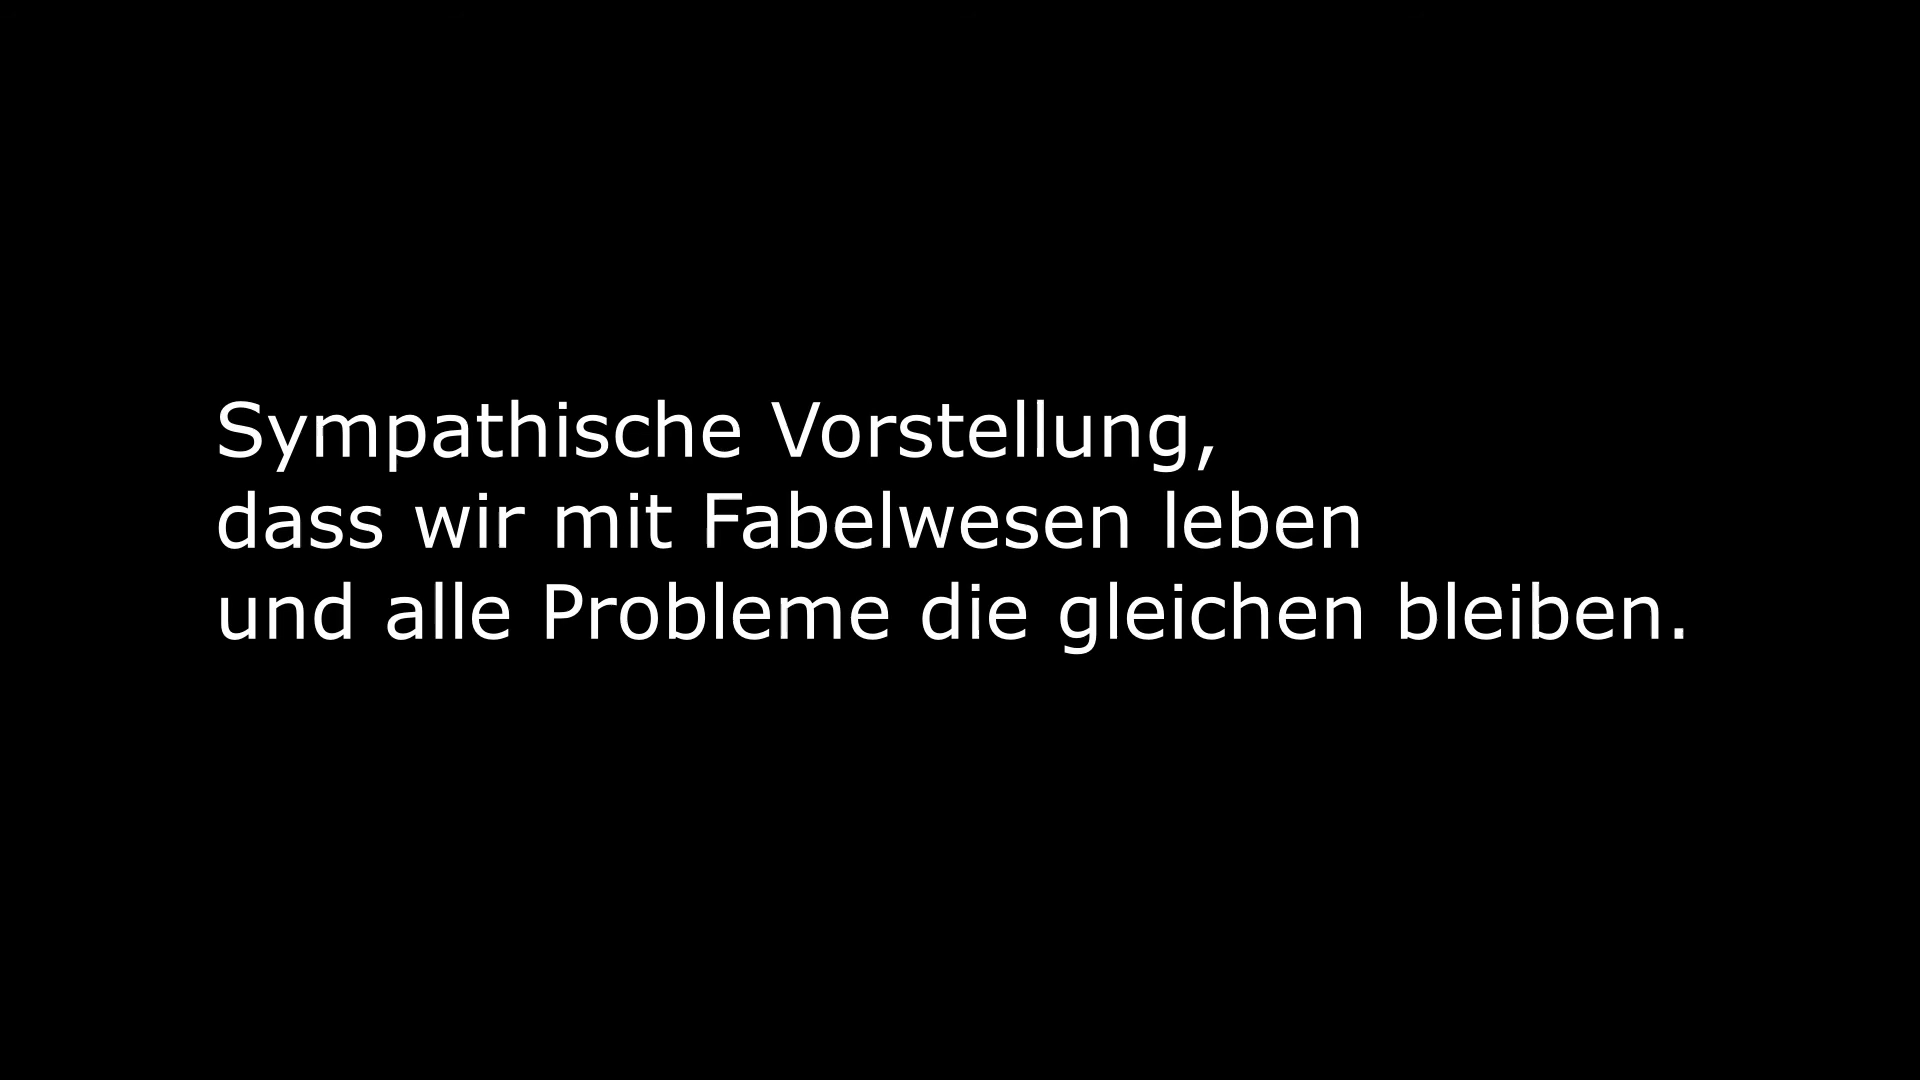 Sympathische Vorstellung,
dass wir mit Fabelwesen leben
und alle Probleme die gleichen bleiben.